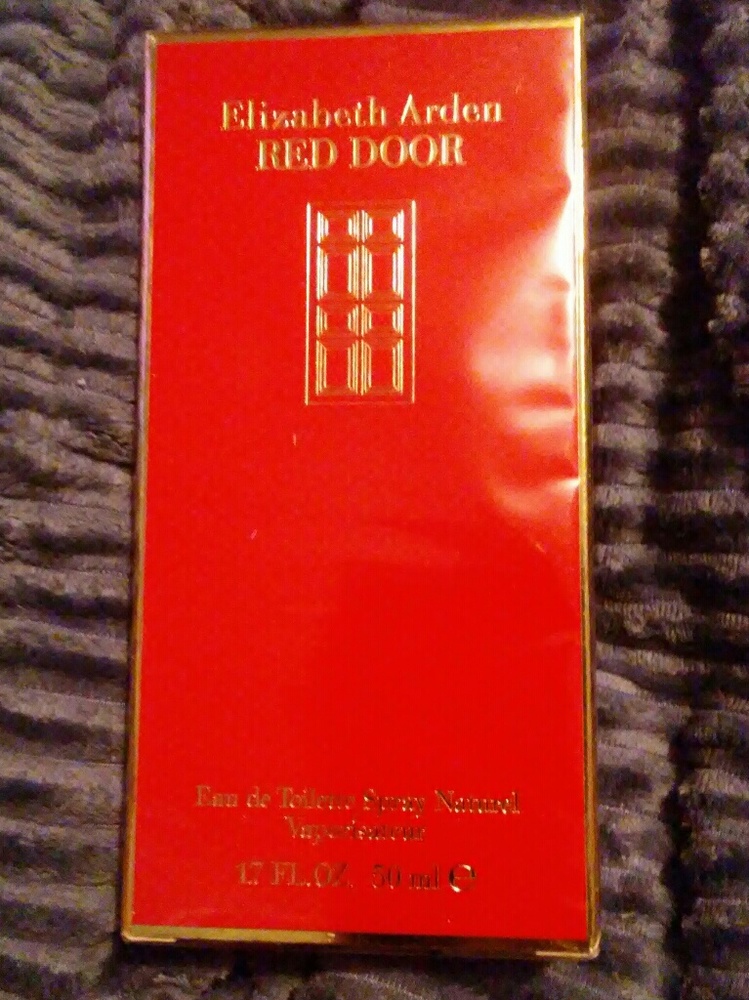 Elizabeth Arden
RED DOOR
Eau de Toilette Spray Naturel
Vaporisateur
1.7 FL.OZ. 50 ml ℮